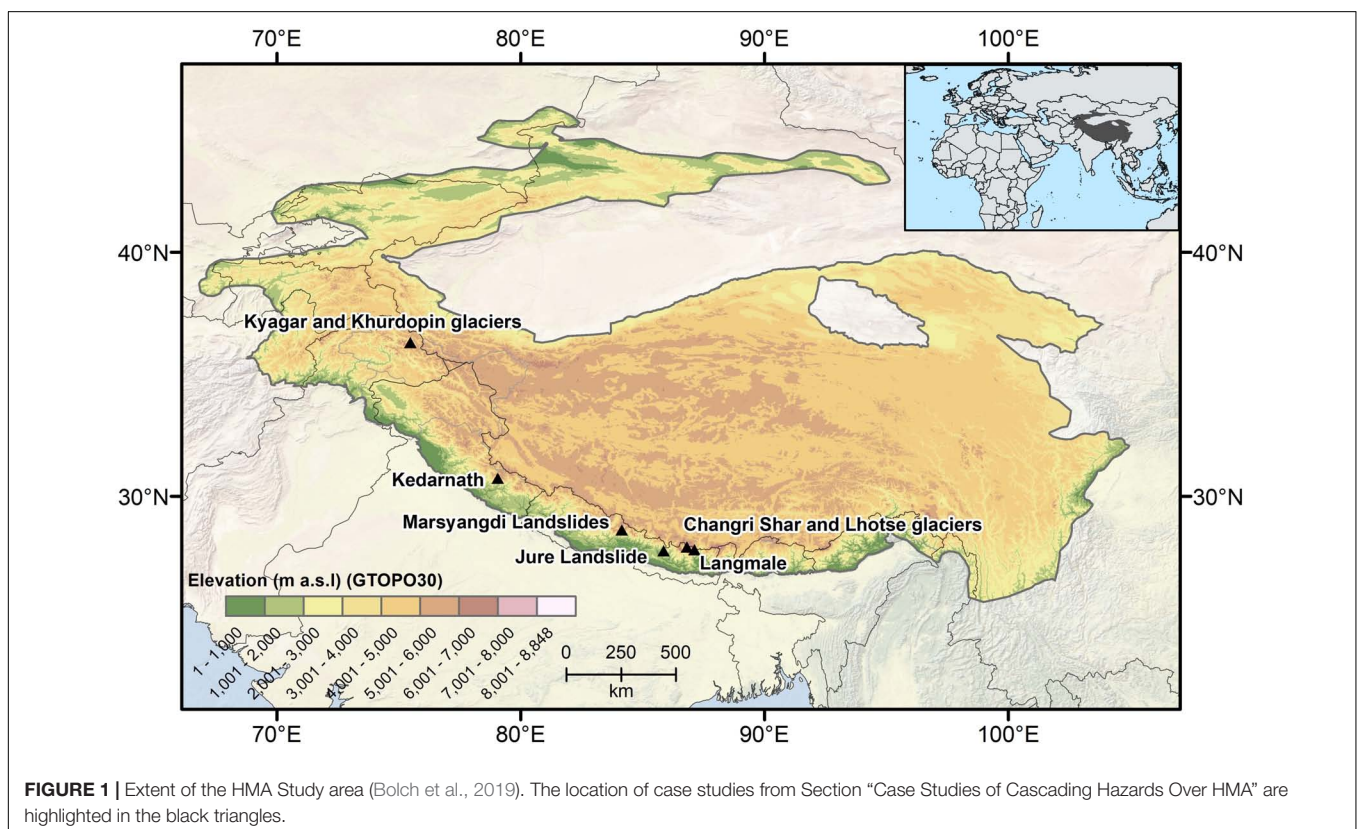 70°E 80°E 90°E 100°E
40°N 40°N
Kyagar and Khurdopin glaciers
30°N 30°N
Kedarnath
Marsyangdi Landslides
Changri Shar and Lhotse glaciers
Jure Landslide
Langmale
Elevation (m a.s.l) (GTOPO30)
1 - 1,000
1,001 - 2,000
2,001 - 3,000
3,001 - 4,000
4,001 - 5,000
5,001 - 6,000
6,001 - 7,000
7,001 - 8,000
8,001 - 8,848
0 250 500
km
70°E 80°E 90°E 100°E
FIGURE 1 | Extent of the HMA Study area (Bolch et al., 2019). The location of case studies from Section “Case Studies of Cascading Hazards Over HMA” are
highlighted in the black triangles.